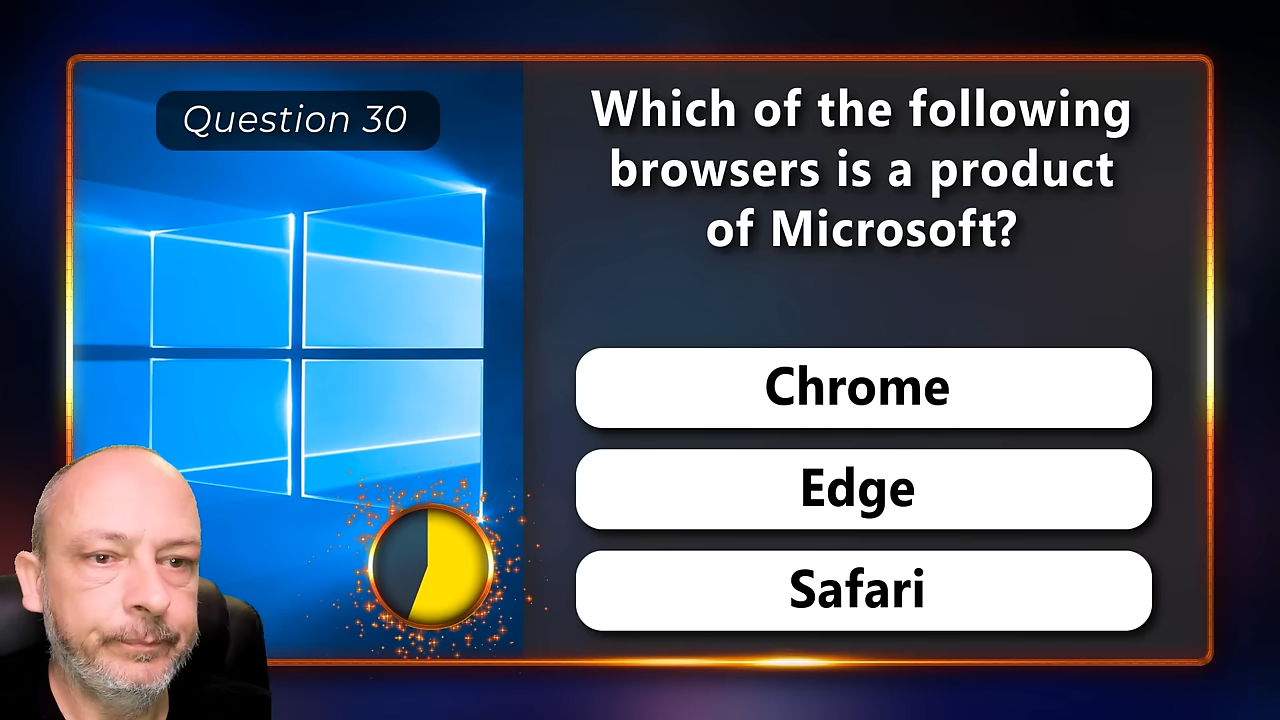 Question 30
Which of the following
browsers is a product
of Microsoft?
Chrome
Edge
Safari